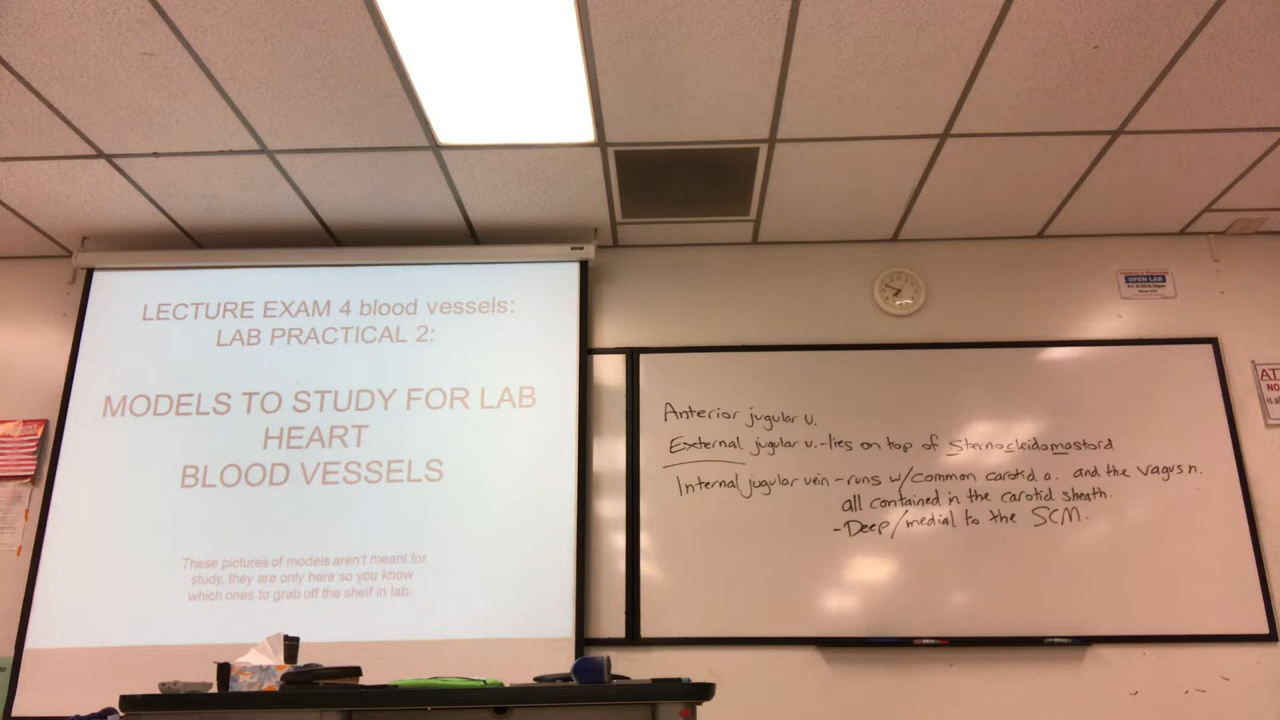 LECTURE EXAM 4 blood vessels:
LAB PRACTICAL 2:
MODELS TO STUDY FOR LAB
HEART
BLOOD VESSELS
These pictures of models aren't meant for
study, they are only here so you know
which ones to grab off the shelf in lab
Anterior jugular v.
External jugular v.-lies on top of Sternocleidomastoid
Internal jugular vein - runs w/common carotid a. and the vagus n.
all contained in the carotid sheath.
- Deep/medial to the SCM.
OPEN LAB
NO